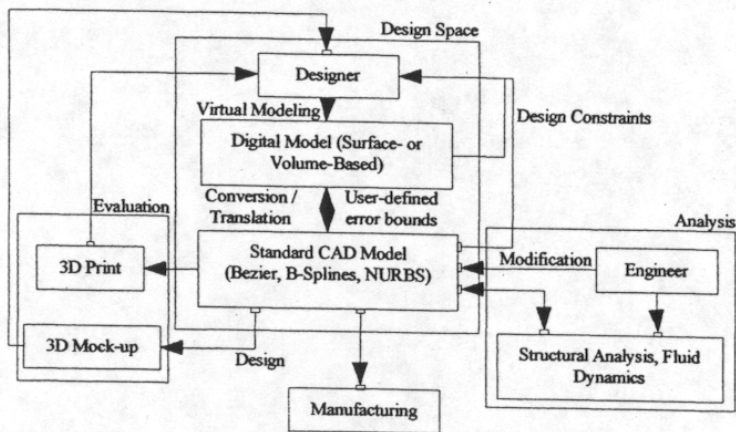 Design Space
Designer
Virtual Modeling
Design Constraints
Digital Model (Surface- or
Volume-Based)
Conversion /
Translation
User-defined
error bounds
Evaluation
Analysis
3D Print
Standard CAD Model
(Bezier, B-Splines, NURBS)
Modification
Engineer
3D Mock-up
Design
Structural Analysis, Fluid
Dynamics
Manufacturing